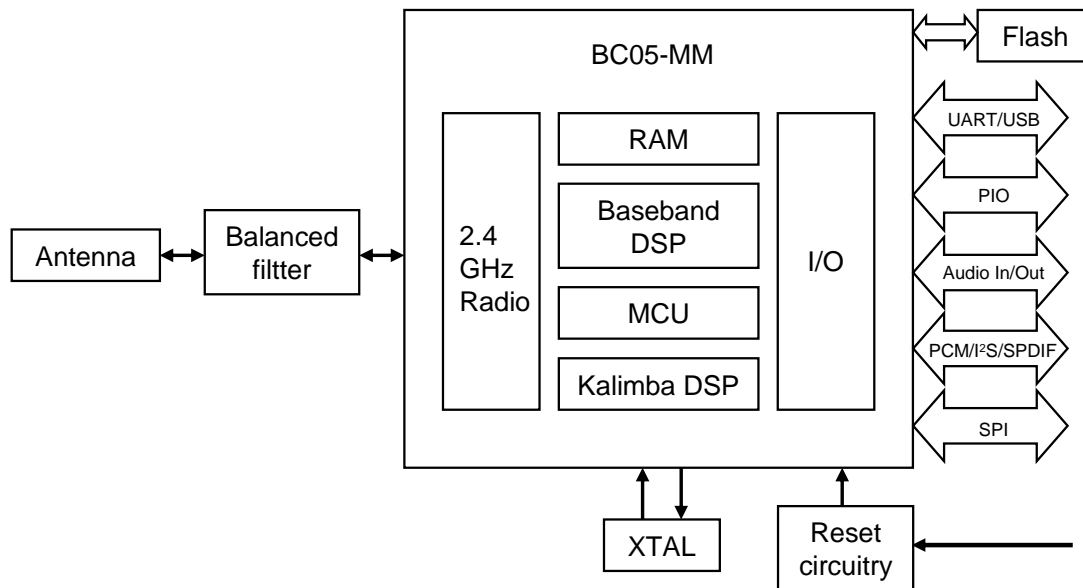 BC05-MM
Flash
UART/USB
PIO
Audio In/Out
PCM/I²S/SPDIF
SPI
RAM
Baseband
DSP
MCU
Kalimba DSP
2.4
GHz
Radio
I/O
Antenna
Balanced
filtter
XTAL
Reset
circuitry